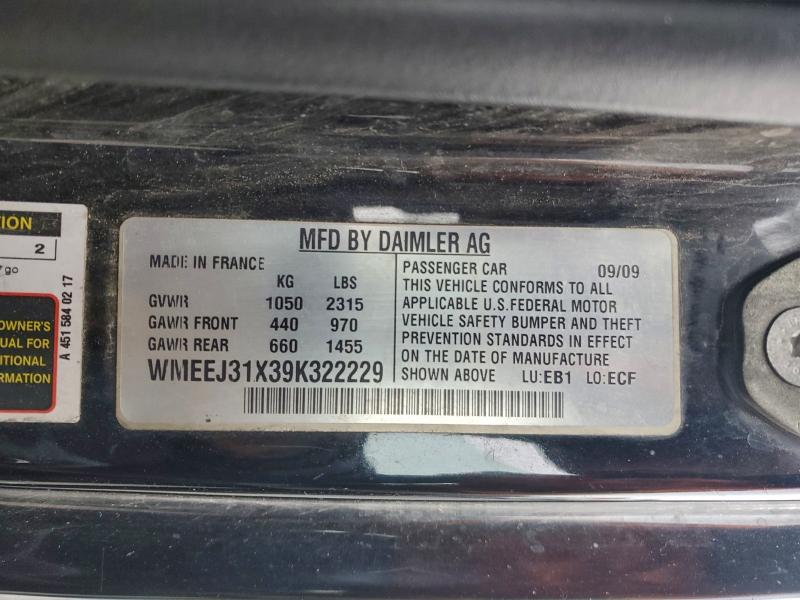 MFD BY DAIMLER AG
MADE IN FRANCE
KG LBS
GVWR 1050 2315
GAWR FRONT 440 970
GAWR REAR 660 1455
WMEEJ31X39K322229
PASSENGER CAR 09/09
THIS VEHICLE CONFORMS TO ALL
APPLICABLE U.S.FEDERAL MOTOR
VEHICLE SAFETY BUMPER AND THEFT
PREVENTION STANDARDS IN EFFECT
ON THE DATE OF MANUFACTURE
SHOWN ABOVE LU:EB1 LO:ECF
TION
2
go
OWNER'S
UAL FOR
ITIONAL
RMATION
A 451 584 02 17